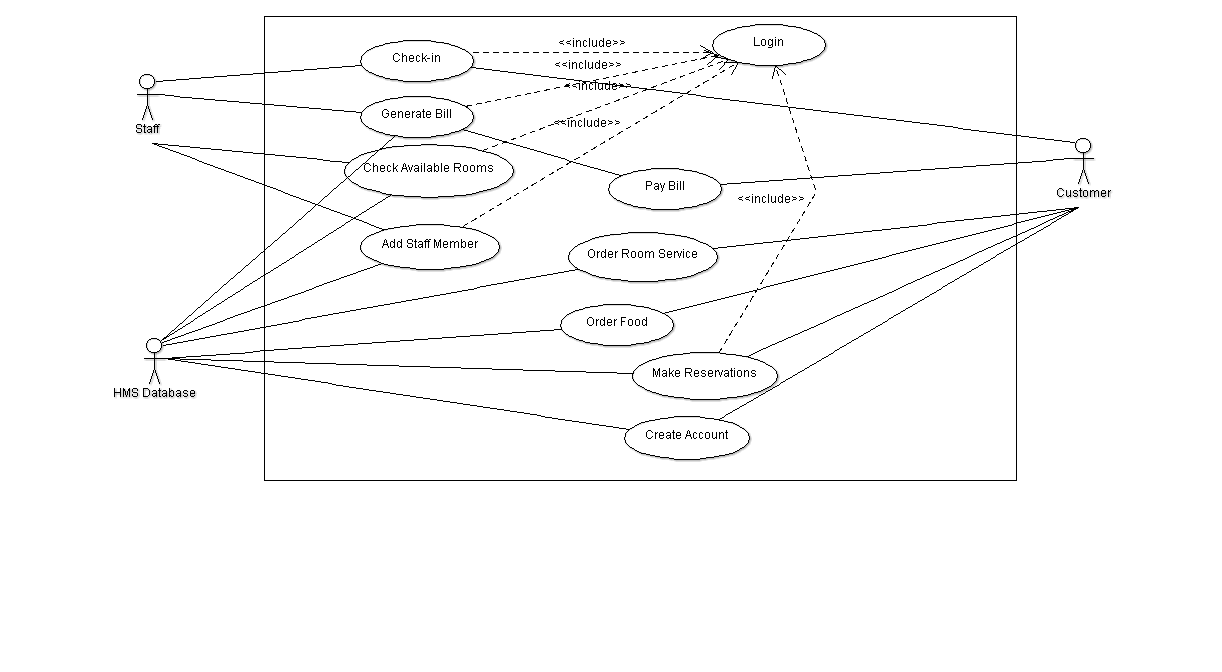 Login
<<include>>
Check-in
<<include>>
<<include>>
Generate Bill
<<include>>
Staff
Check Available Rooms
Pay Bill
Customer
<<include>>
Add Staff Member
Order Room Service
Order Food
Make Reservations
HMS Database
Create Account